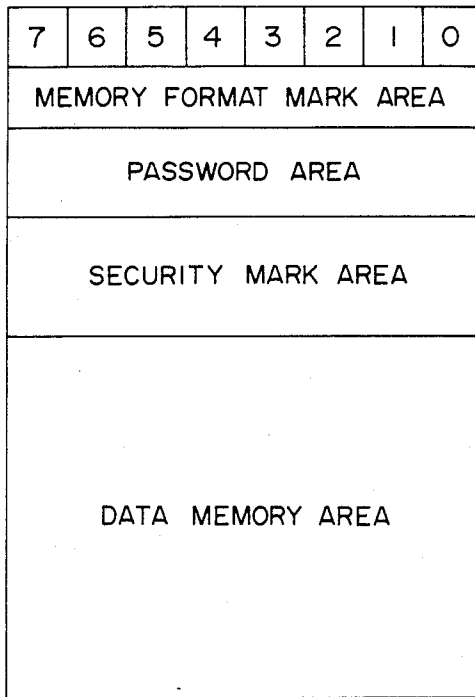 7 6 5 4 3 2 1 0
MEMORY FORMAT MARK AREA
PASSWORD AREA
SECURITY MARK AREA
DATA MEMORY AREA